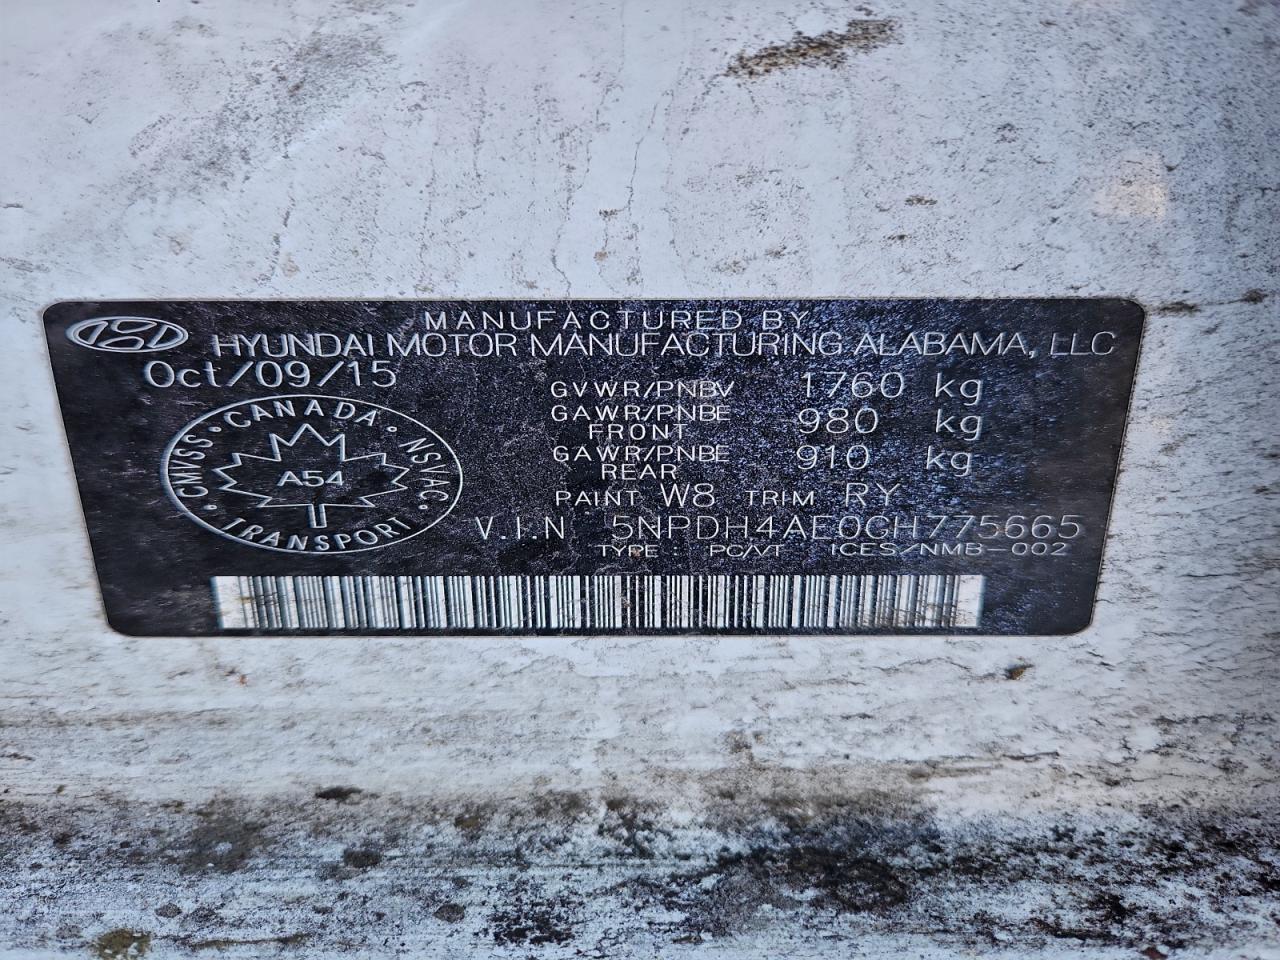 MANUFACTURED BY
HYUNDAI MOTOR MANUFACTURING ALABAMA, LLC
Oct/09/15
GVWR/PNBV 1760 kg
GAWR/PNBE FRONT 980 kg
GAWR/PNBE REAR 910 kg
PAINT W8 TRIM RY
V.I.N 5NPDH4AE0GH775665
TYPE : PC/VT ICES/NMB-002
CMVSS · CANADA · NSVAC · TRANSPORT ·
A54